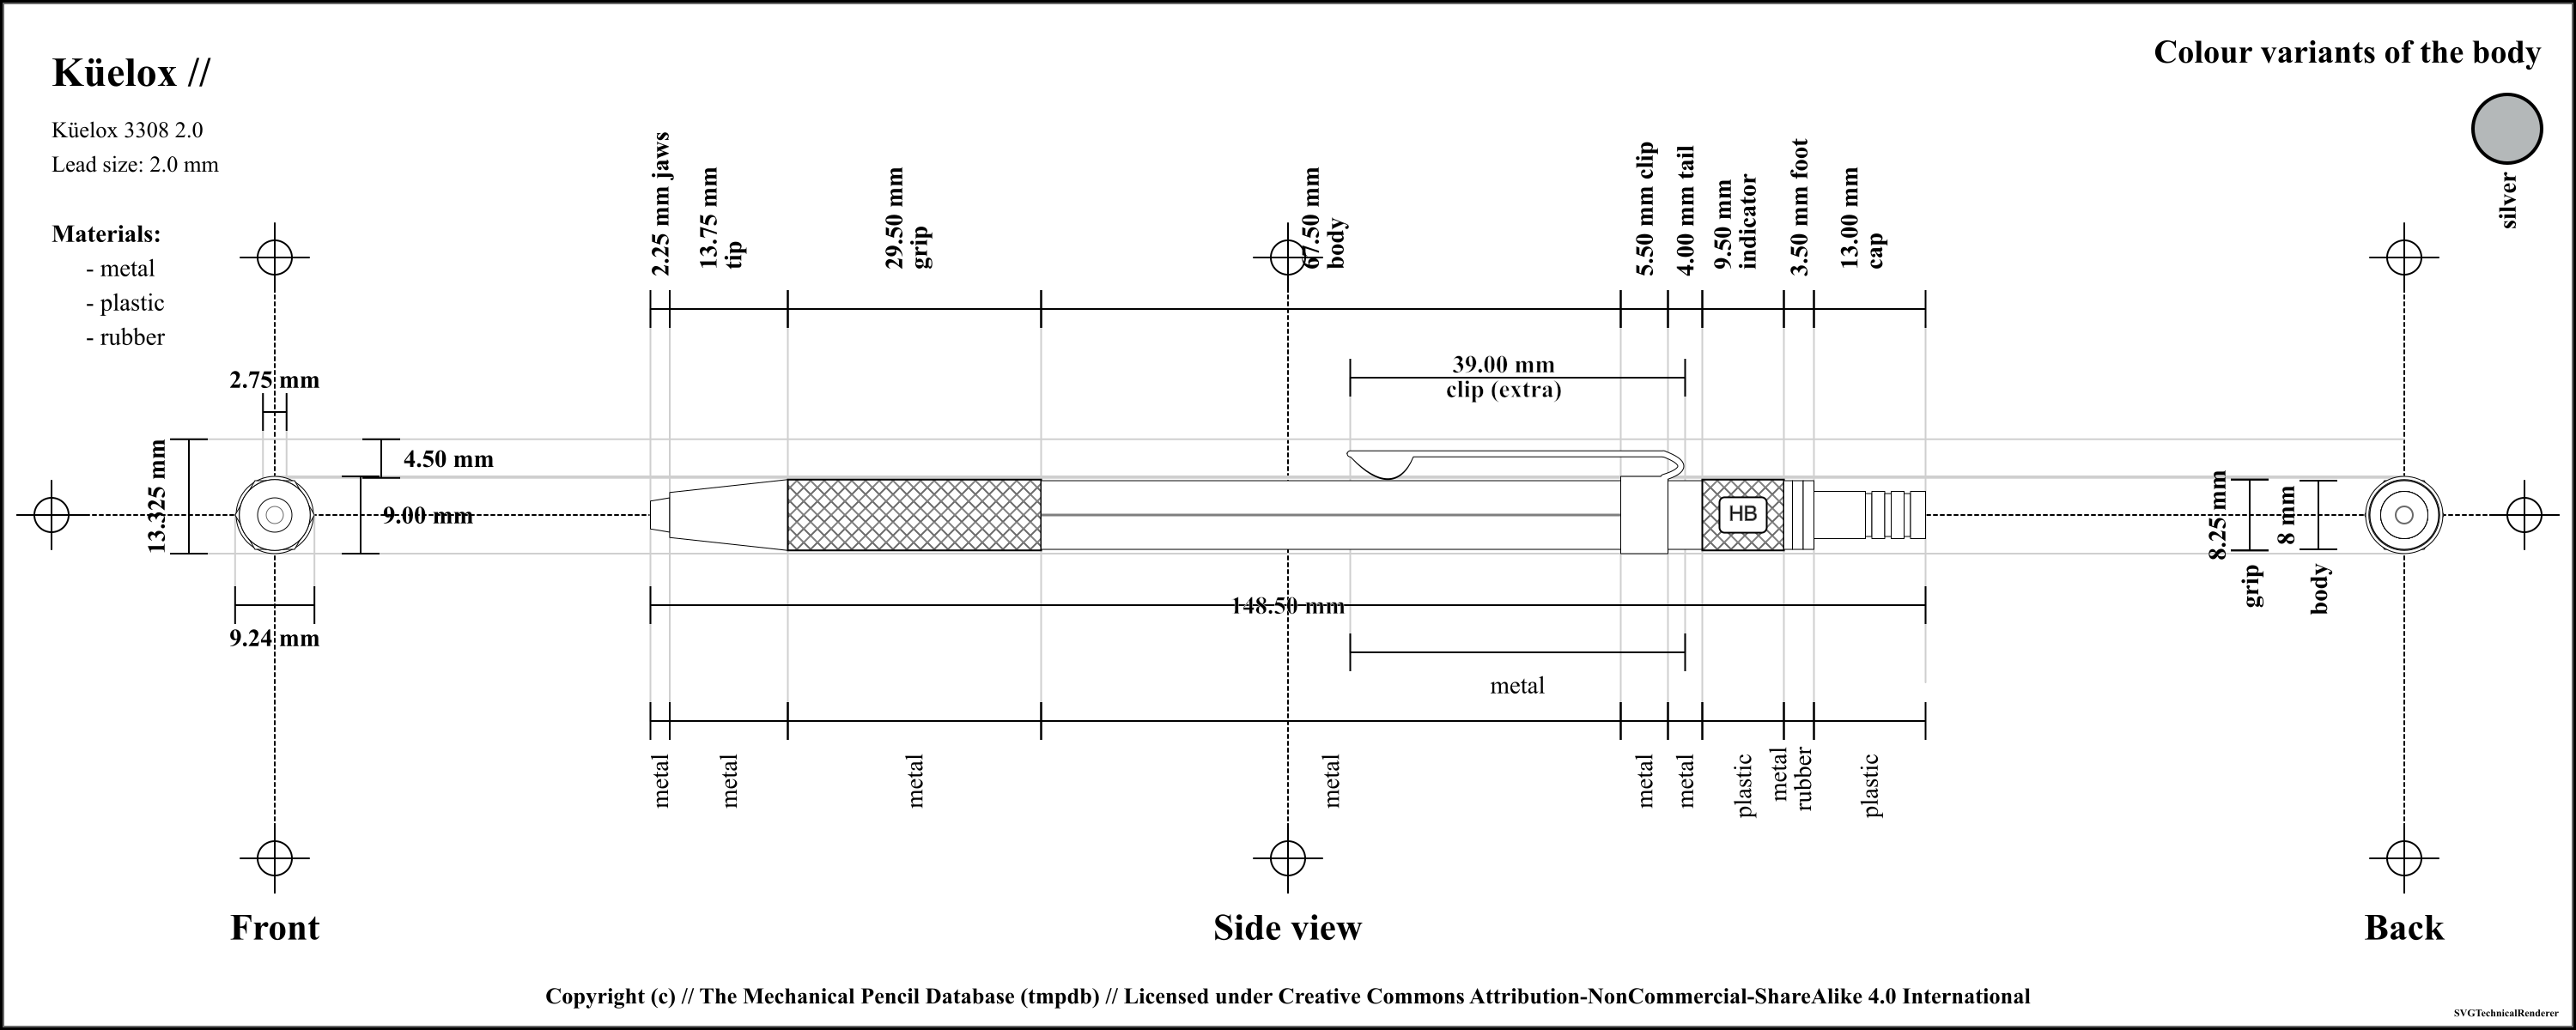 Küelox //
Küelox 3308 2.0
Lead size: 2.0 mm
Materials:
- metal
- plastic
- rubber
Colour variants of the body
silver
2.25 mm jaws
13.75 mm
tip
29.50 mm
grip
67.50 mm
body
5.50 mm clip
4.00 mm tail
9.50 mm
indicator
3.50 mm foot
13.00 mm
cap
39.00 mm
clip (extra)
2.75 mm
13.325 mm
4.50 mm
9.00 mm
9.24 mm
HB
148.50 mm
8.25 mm
grip
8 mm
body
metal
metal
metal
metal
metal
metal
metal
plastic
metal
rubber
plastic
Front
Side view
Back
Copyright (c) // The Mechanical Pencil Database (tmpdb) // Licensed under Creative Commons Attribution-NonCommercial-ShareAlike 4.0 International
SVGTechnicalRenderer